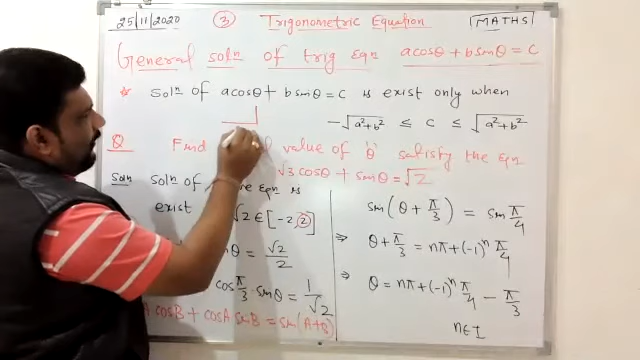 25/11/2020 3 Trigonometric Equation MATHS
General solⁿ of trig Eqn a cosθ + b sinθ = c
* Solⁿ of a cosθ + b sinθ = c is exist only when
-√a²+b² ≤ c ≤ √a²+b²
Q Find value of 'θ' satisfy the eqn
√3 cosθ + sinθ = √2
Solⁿ Solⁿ of eqn is
exist √2 ∈ [-2, 2]
θ = √2/2
cos π/3 · sinθ = 1/√2
A cosB + cosA sinB = sin(A+B)
sin(θ + π/3) = sin π/4
⇒ θ + π/3 = nπ + (-1)ⁿ π/4
⇒ θ = nπ + (-1)ⁿ π/4 - π/3
n ∈ I